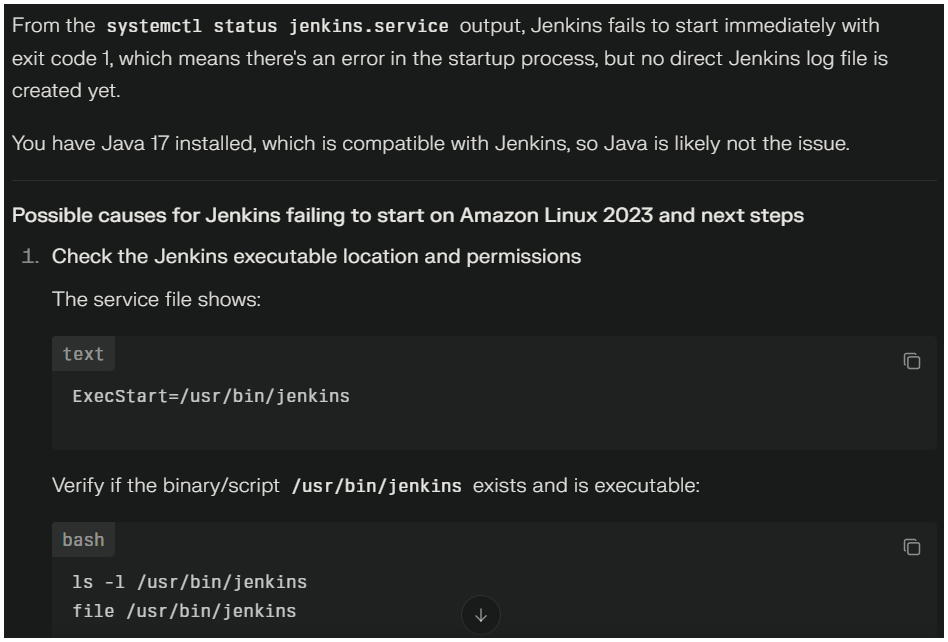 From the systemctl status jenkins.service output, Jenkins fails to start immediately with
exit code 1, which means there's an error in the startup process, but no direct Jenkins log file is
created yet.
You have Java 17 installed, which is compatible with Jenkins, so Java is likely not the issue.
Possible causes for Jenkins failing to start on Amazon Linux 2023 and next steps
1. Check the Jenkins executable location and permissions
The service file shows:
text
ExecStart=/usr/bin/jenkins
Verify if the binary/script /usr/bin/jenkins exists and is executable:
bash
ls -l /usr/bin/jenkins
file /usr/bin/jenkins